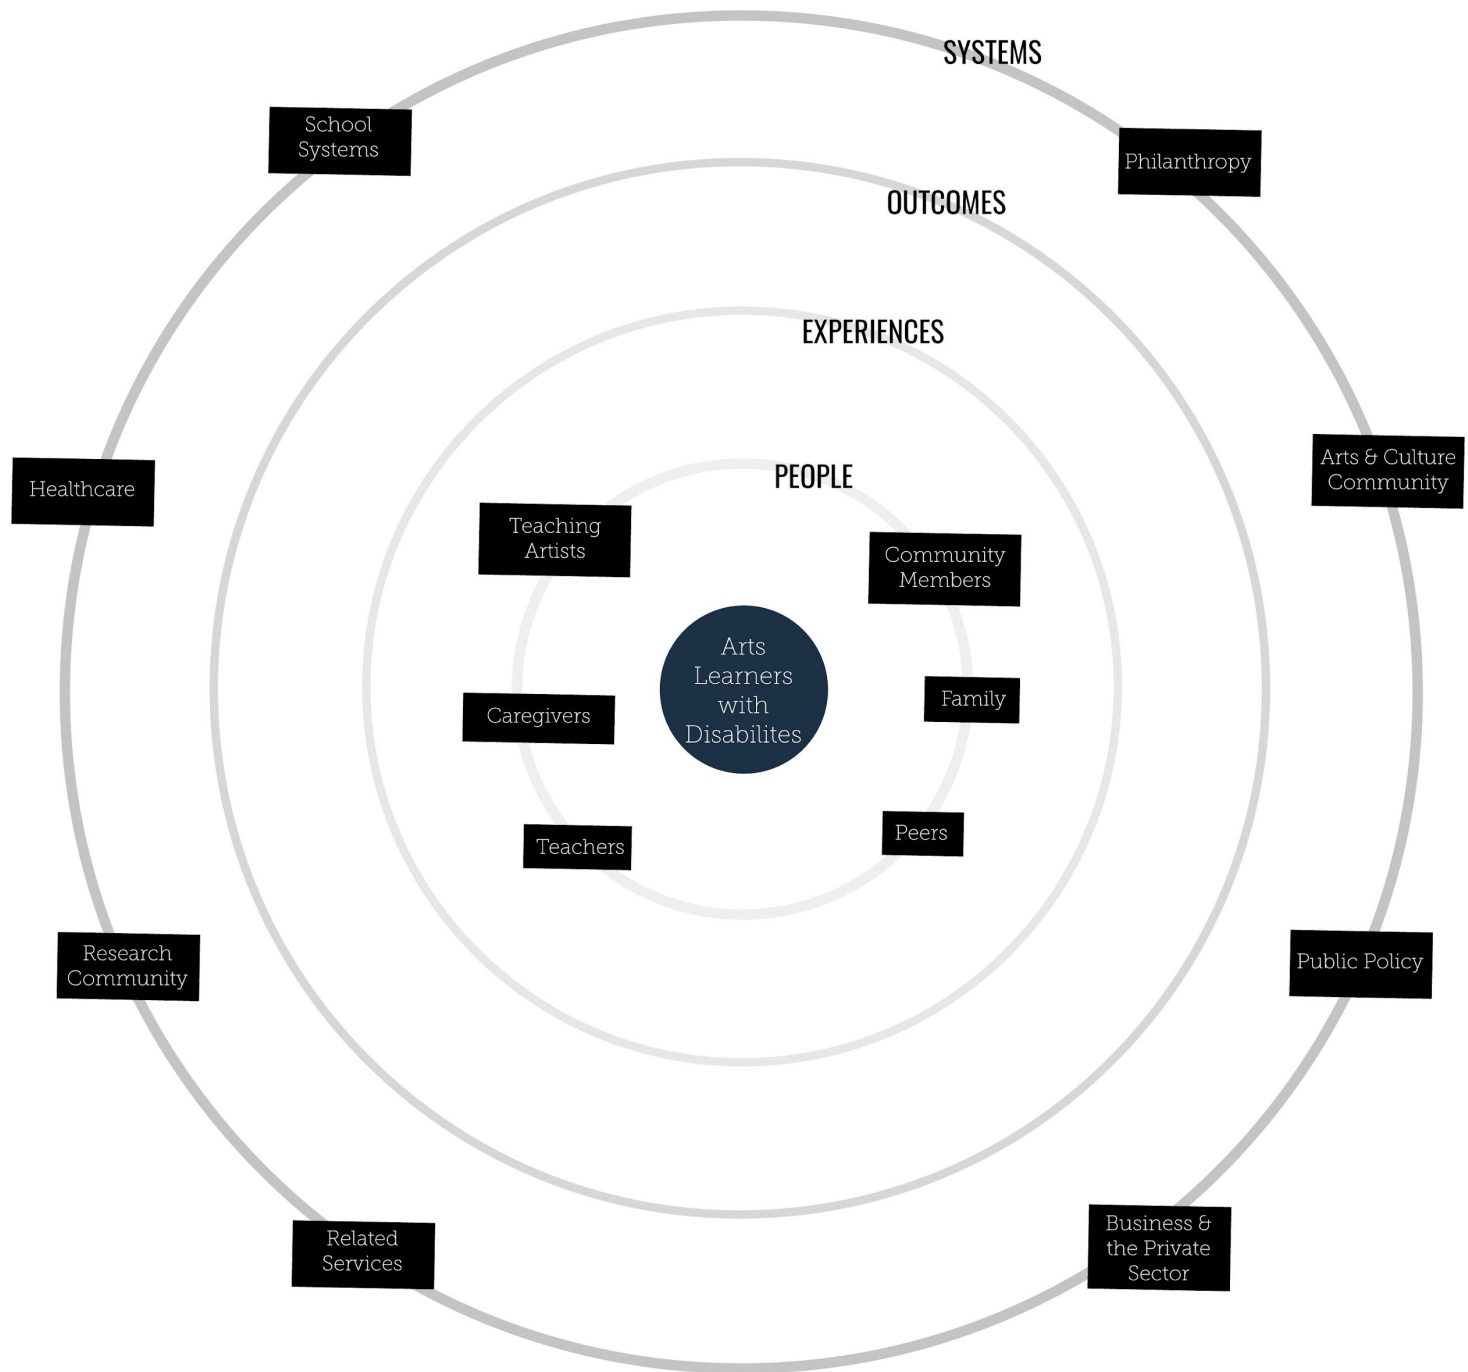 SYSTEMS
School
Systems
Philanthropy
OUTCOMES
EXPERIENCES
Arts & Culture
Community
Healthcare
PEOPLE
Teaching
Artists
Community
Members
Arts
Learners
with
Disabilites
Caregivers
Family
Teachers
Peers
Research
Community
Public Policy
Related
Services
Business &
the Private
Sector